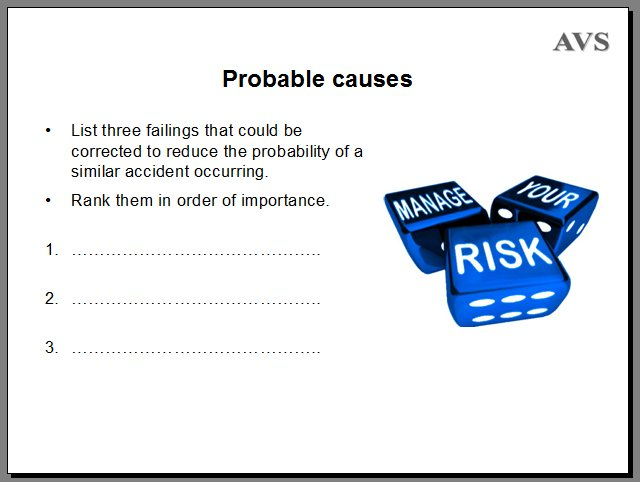 AVS
Probable causes
• List three failings that could be
corrected to reduce the probability of a
similar accident occurring.
• Rank them in order of importance.
MANAGE
YOUR
RISK
1. ……………………………………..
2. ……………………………………..
3. ……………………………………..